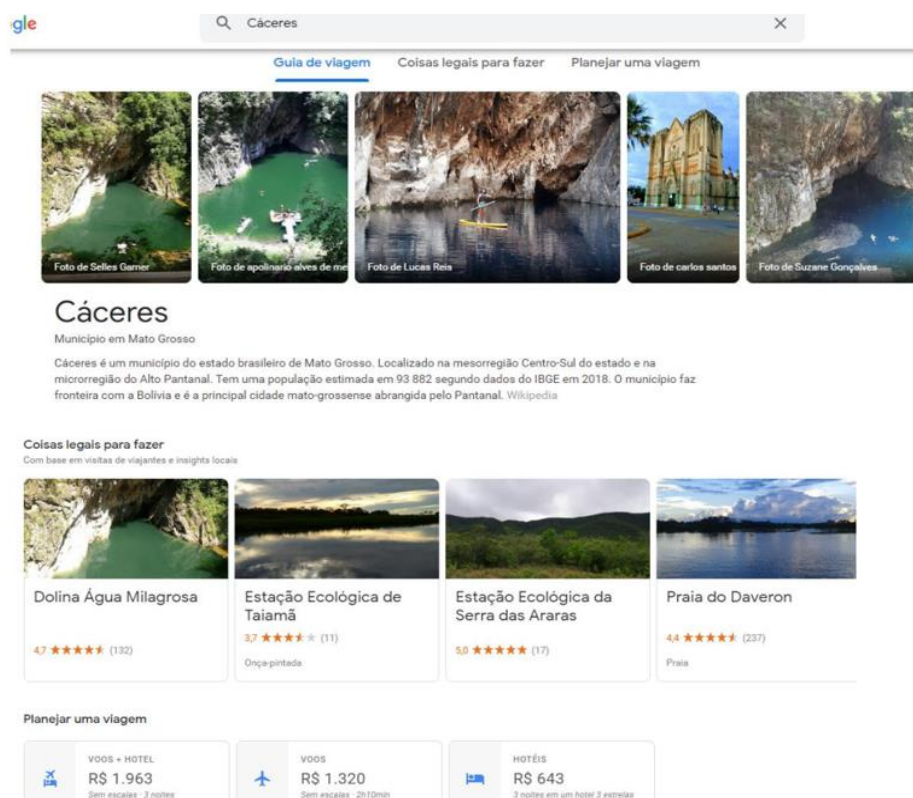 gle
Cáceres
Guia de viagem Coisas legais para fazer Planejar uma viagem
Foto de Selles Gamer Foto de apolinario alves de me Foto de Lucas Reis Foto de carlos santos Foto de Suzane Gonçalves
Cáceres
Município em Mato Grosso
Cáceres é um município do estado brasileiro de Mato Grosso. Localizado na mesorregião Centro-Sul do estado e na
microrregião do Alto Pantanal. Tem uma população estimada em 93 882 segundo dados do IBGE em 2018. O município faz
fronteira com a Bolívia e é a principal cidade mato-grossense abrangida pelo Pantanal. Wikipedia
Coisas legais para fazer
Com base em visitas de viajantes e insights locais
Dolina Água Milagrosa
4,7 (132)
Estação Ecológica de
Taiamã
3,7 (11)
Onça-pintada
Estação Ecológica da
Serra das Araras
5,0 (17)
Praia do Daveron
4,4 (237)
Praia
Planejar uma viagem
VOOS + HOTEL
R$ 1.963
Sem escalas · 3 noites
VOOS
R$ 1.320
Sem escalas · 2h10min
HOTÉIS
R$ 643
3 noites em um hotel 3 estrelas